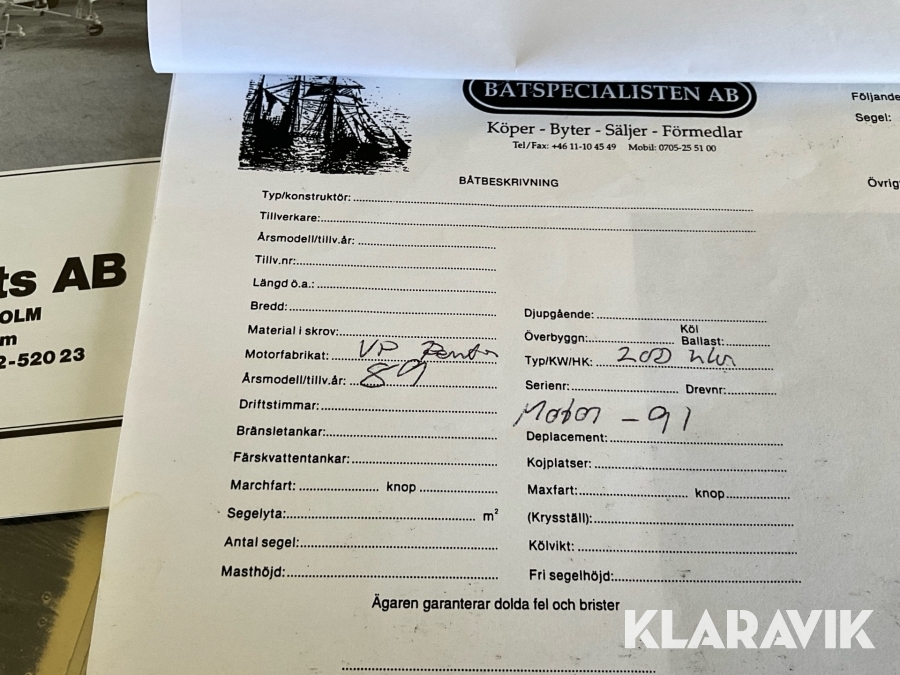 BÅTSPECIALISTEN AB
Köper - Byter - Säljer - Förmedlar
Tel/Fax: +46 11-10 45 49 Mobil: 0705-25 51 00
Följande
Segel:
Övrigt
BÅTBESKRIVNING
Typ/konstruktör:
Tillverkare:
Årsmodell/tillv.år:
Tillv.nr:
Längd ö.a.:
Bredd:
Djupgående:
Material i skrov:
Överbyggn: Köl Ballast:
Motorfabrikat: VP Penta
Typ/KW/HK: 200
Årsmodell/tillv.år: 89
Serienr: Drevnr:
Motor - 91
Driftstimmar:
Deplacement:
Bränsletankar:
Färskvattentankar:
Kojplatser:
Marchfart: knop
Maxfart: knop
Segelyta: m²
(Krysställ):
Antal segel:
Kölvikt:
Masthöjd:
Fri segelhöjd:
Ägaren garanterar dolda fel och brister
ts AB
OLM
m
2-520 23
KLARAVIK